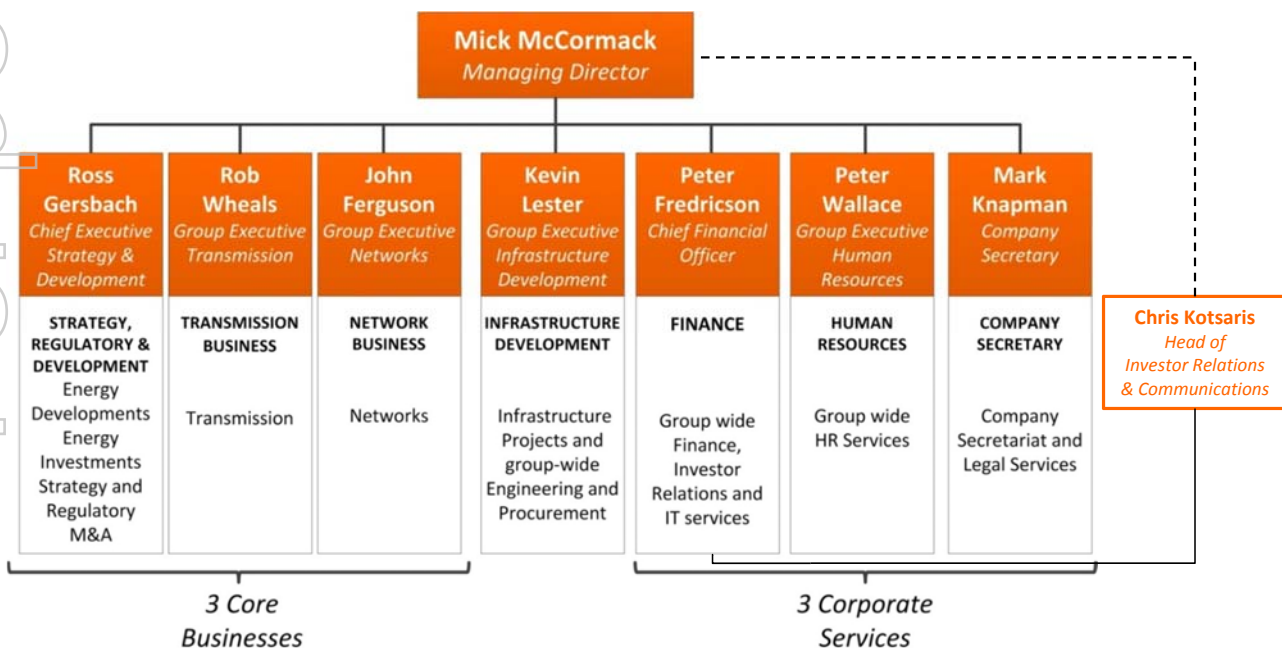 Mick McCormack
Managing Director
Ross
Gersbach
Chief Executive
Strategy &
Development
Rob
Wheals
Group Executive
Transmission
John
Ferguson
Group Executive
Networks
Kevin
Lester
Group Executive
Infrastructure
Development
Peter
Fredricson
Chief Financial
Officer
Peter
Wallace
Group Executive
Human
Resources
Mark
Knapman
Company
Secretary
STRATEGY,
REGULATORY &
DEVELOPMENT
Energy
Developments
Energy
Investments
Strategy and
Regulatory
M&A
TRANSMISSION
BUSINESS
Transmission
NETWORK
BUSINESS
Networks
INFRASTRUCTURE
DEVELOPMENT
Infrastructure
Projects and
group-wide
Engineering and
Procurement
FINANCE
Group wide
Finance,
Investor
Relations and
IT services
HUMAN
RESOURCES
Group wide
HR Services
COMPANY
SECRETARY
Company
Secretariat and
Legal Services
Chris Kotsaris
Head of
Investor Relations
& Communications
3 Core
Businesses
3 Corporate
Services